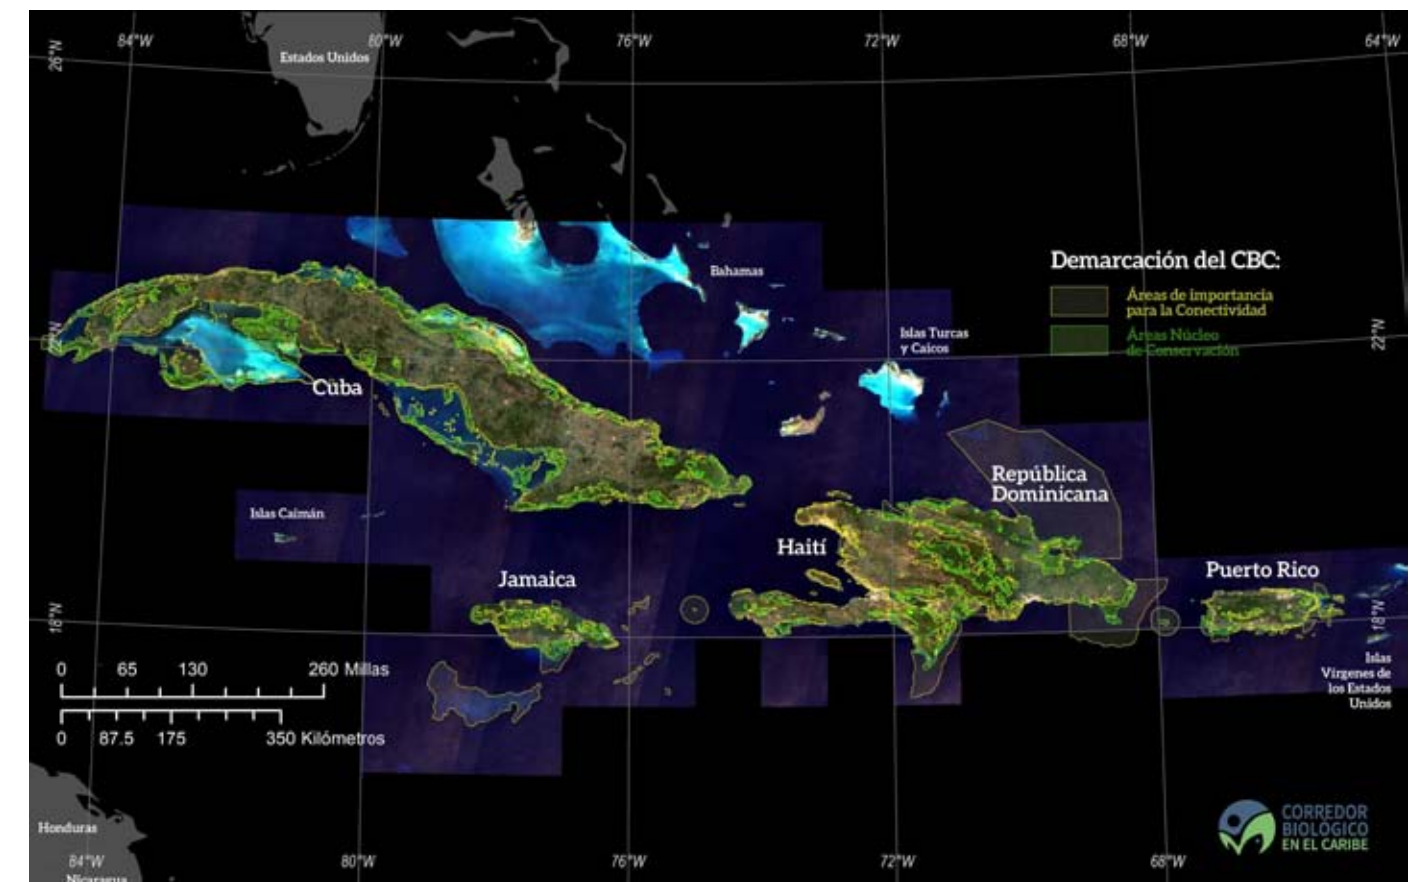 84°W
80°W
76°W
72°W
68°W
64°W
26°N
Estados Unidos
Demarcación del CBC:
Bahamas
Áreas de importancia
para la Conectividad
Áreas Núcleo
de Conservación
22°N
22°N
Islas Turcas
y Caicos
Cuba
República
Dominicana
Islas Caimán
Haití
Jamaica
Puerto Rico
18°N
18°N
Islas
Vírgenes de
los Estados
Unidos
0 65 130 260 Millas
0 87.5 175 350 Kilómetros
CORREDOR
BIOLÓGICO
EN EL CARIBE
Honduras
84°W
80°W
76°W
72°W
68°W
Nicaragua